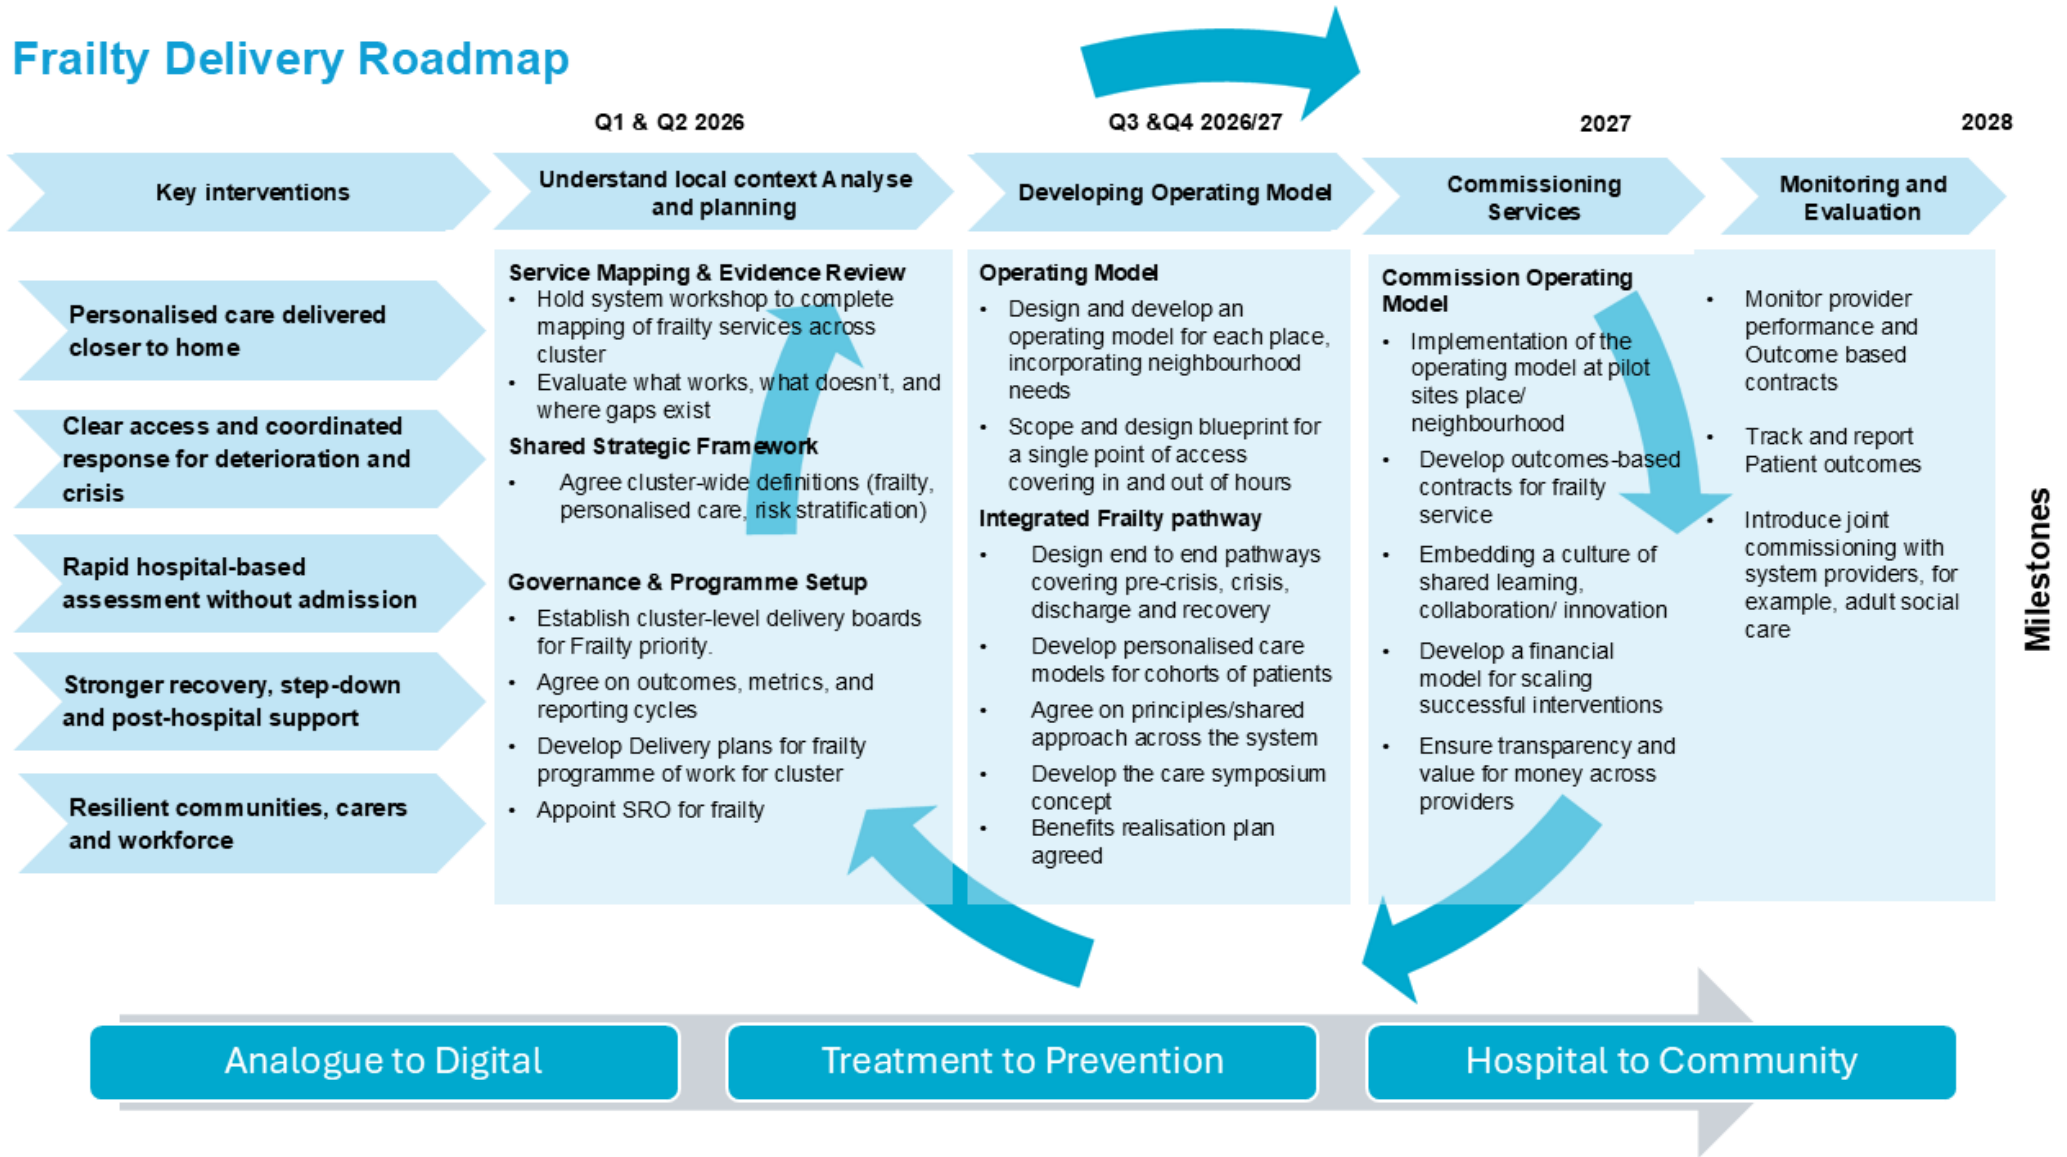 Frailty Delivery Roadmap
Q1 & Q2 2026
Q3 &Q4 2026/27
2027
2028
Key interventions
Understand local context Analyse
and planning
Developing Operating Model
Commissioning
Services
Monitoring and
Evaluation
Personalised care delivered
closer to home
Clear access and coordinated
response for deterioration and
crisis
Rapid hospital-based
assessment without admission
Stronger recovery, step-down
and post-hospital support
Resilient communities, carers
and workforce
Service Mapping & Evidence Review
• Hold system workshop to complete
mapping of frailty services across
cluster
• Evaluate what works, what doesn't, and
where gaps exist
Shared Strategic Framework
• Agree cluster-wide definitions (frailty,
personalised care, risk stratification)
Governance & Programme Setup
• Establish cluster-level delivery boards
for Frailty priority.
• Agree on outcomes, metrics, and
reporting cycles
• Develop Delivery plans for frailty
programme of work for cluster
• Appoint SRO for frailty
Operating Model
• Design and develop an
operating model for each place,
incorporating neighbourhood
needs
• Scope and design blueprint for
a single point of access
covering in and out of hours
Integrated Frailty pathway
• Design end to end pathways
covering pre-crisis, crisis,
discharge and recovery
• Develop personalised care
models for cohorts of patients
• Agree on principles/shared
approach across the system
• Develop the care symposium
concept
• Benefits realisation plan
agreed
Commission Operating
Model
• Implementation of the
operating model at pilot
sites place/
neighbourhood
• Develop outcomes-based
contracts for frailty
service
• Embedding a culture of
shared learning,
collaboration/ innovation
• Develop a financial
model for scaling
successful interventions
• Ensure transparency and
value for money across
providers
• Monitor provider
performance and
Outcome based
contracts
• Track and report
Patient outcomes
• Introduce joint
commissioning with
system providers, for
example, adult social
care
Milestones
Analogue to Digital
Treatment to Prevention
Hospital to Community